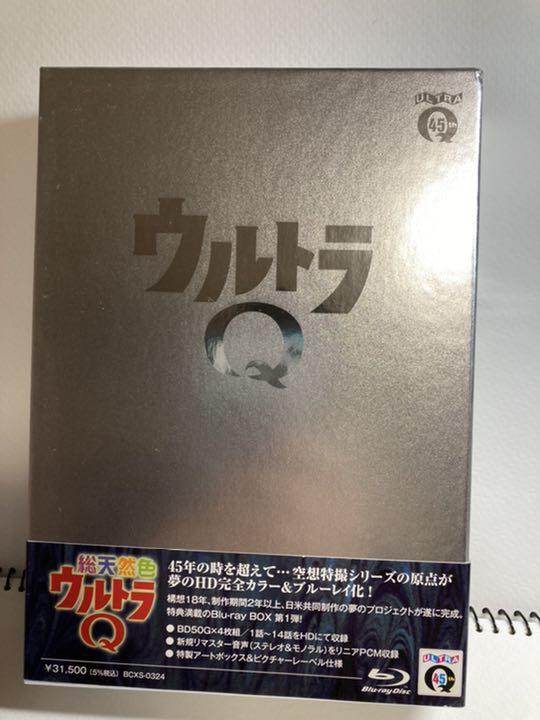 ULTRA
Q
45th
ウルトラ
Q
総天然色
ウルトラ
Q
45年の時を超えて…空想特撮シリーズの原点が
夢のHD完全カラー&ブルーレイ化!
構想18年、制作期間2年以上、日米共同制作の夢のプロジェクトが遂に完成。
特典満載のBlu-ray BOX 第1弾!
●BD50G×4枚組/1話〜14話をHDにて収録
●新規リマスター音声(ステレオ&モノラル)をリニアPCM収録
●特製アートボックス&ピクチャーレーベル仕様
¥31,500(5%税込) BCXS-0324
Blu-ray Disc
ULTRA
Q
45th